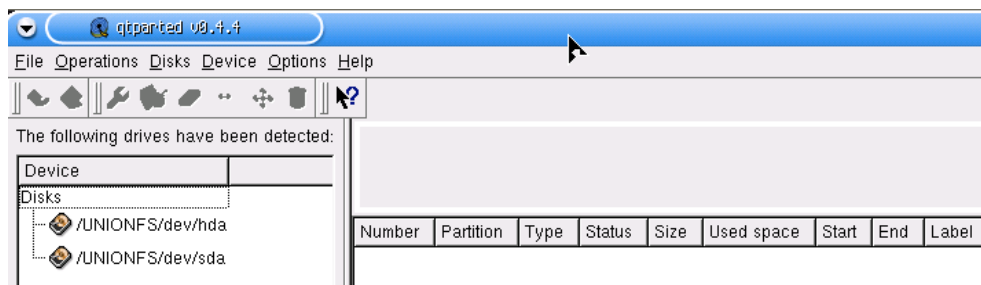 qtparted v0.4.4
File Operations Disks Device Options Help
The following drives have been detected:
Device
Disks
/UNIONFS/dev/hda
/UNIONFS/dev/sda
Number Partition Type Status Size Used space Start End Label